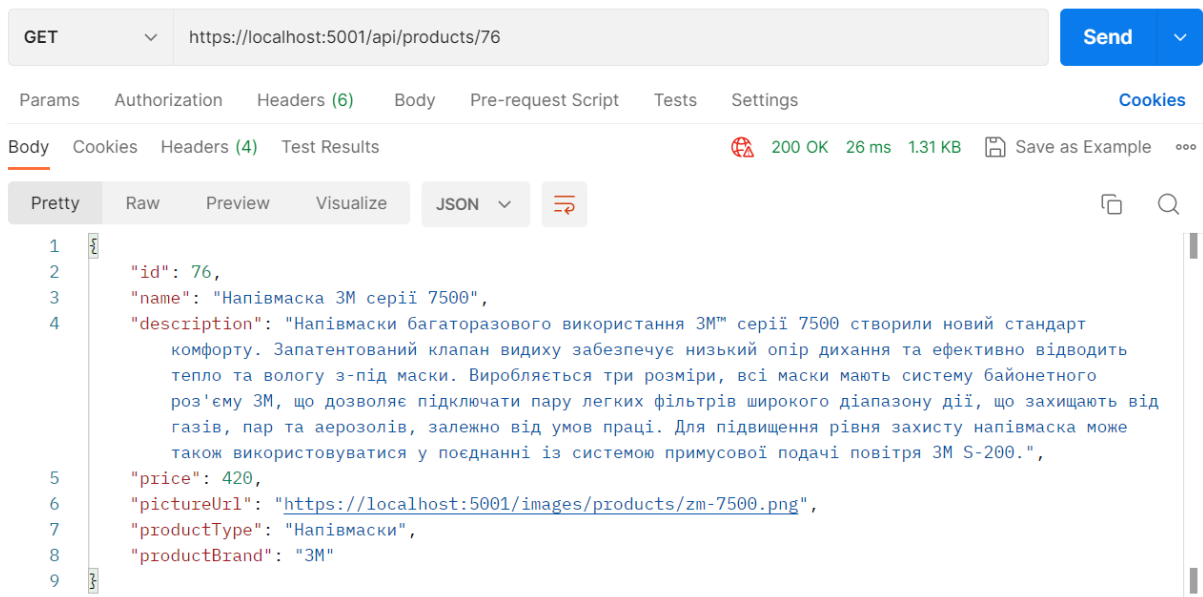 GET https://localhost:5001/api/products/76 Send
Params Authorization Headers (6) Body Pre-request Script Tests Settings Cookies
Body Cookies Headers (4) Test Results 200 OK 26 ms 1.31 KB Save as Example
Pretty Raw Preview Visualize JSON
1 {
2 "id": 76,
3 "name": "Напівмаска 3М серії 7500",
4 "description": "Напівмаски багаторазового використання 3М™ серії 7500 створили новий стандарт
комфорту. Запатентований клапан видиху забезпечує низький опір дихання та ефективно відводить
тепло та вологу з-під маски. Виробляється три розміри, всі маски мають систему байонетного
роз'єму 3М, що дозволяє підключати пару легких фільтрів широкого діапазону дії, що захищають від
газів, пар та аерозолів, залежно від умов праці. Для підвищення рівня захисту напівмаска може
також використовуватися у поєднанні із системою примусової подачі повітря 3М S-200.",
5 "price": 420,
6 "pictureUrl": "https://localhost:5001/images/products/zm-7500.png",
7 "productType": "Напівмаски",
8 "productBrand": "3М"
9 }